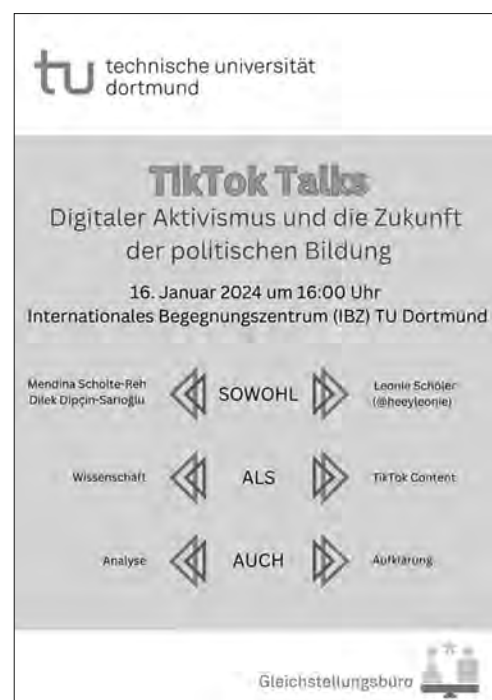 tu technische universität
dortmund
TikTok Talks
Digitaler Aktivismus und die Zukunft
der politischen Bildung
16. Januar 2024 um 16:00 Uhr
Internationales Begegnungszentrum (IBZ) TU Dortmund
Mendina Scholte-Reh
Dilek Dipçin-Sarıoğlu
SOWOHL
Leonie Schöler
(@heeyleonie)
Wissenschaft
ALS
TikTok Content
Analyse
AUCH
Aufklärung
Gleichstellungsbüro